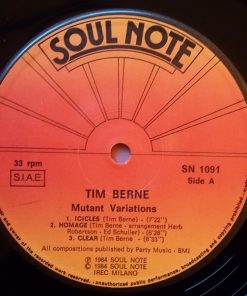 SOUL NOTE
33 rpm
SN 1091
S.I.A.E.
Side A
TIM BERNE
Mutant Variations
1. ICICLES (Tim Berne) - (7'22")
2. HOMAGE (Tim Berne - arrangement Herb
Robertson - Ed Schuller) - (6'28")
3. CLEAR (Tim Berne) - (8'33")
All compositions published by Party Music - BMI
℗ 1984 SOUL NOTE
© 1984 SOUL NOTE
IREC MILANO